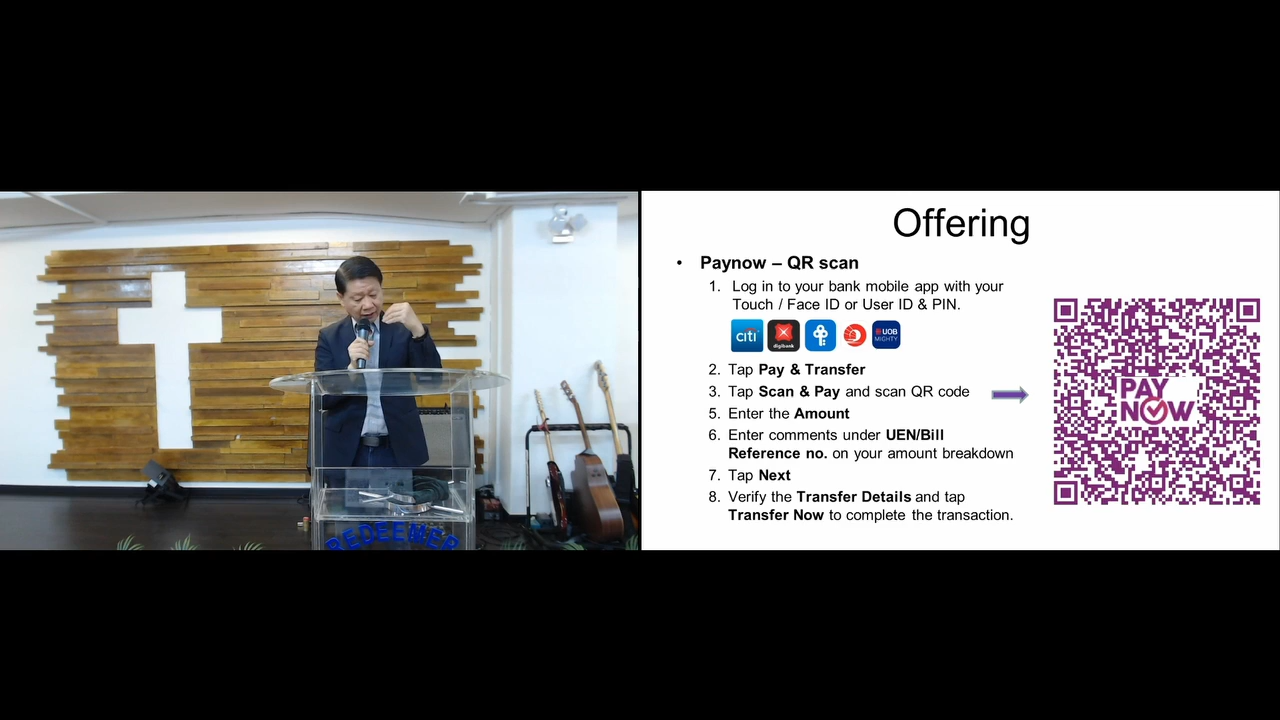 REDEEMER
Offering
• Paynow – QR scan
1. Log in to your bank mobile app with your
Touch / Face ID or User ID & PIN.
citi digibank UOB
MIGHTY
2. Tap Pay & Transfer
3. Tap Scan & Pay and scan QR code
5. Enter the Amount
6. Enter comments under UEN/Bill
Reference no. on your amount breakdown
7. Tap Next
8. Verify the Transfer Details and tap
Transfer Now to complete the transaction.
PAY
NOW